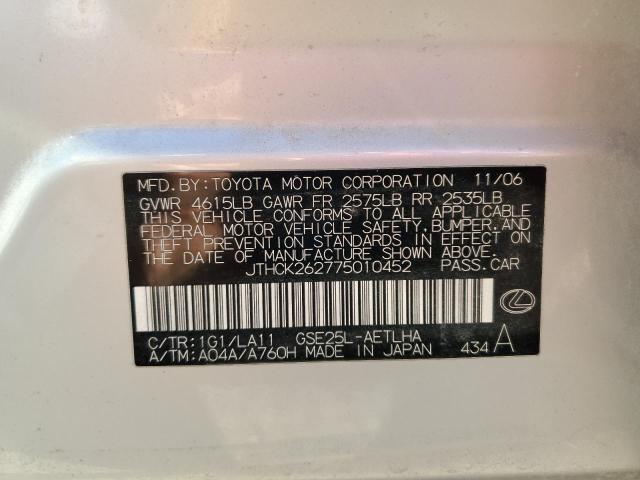 MFD.BY:TOYOTA MOTOR CORPORATION 11/06
GVWR 4615LB GAWR FR 2575LB RR 2535LB
THIS VEHICLE CONFORMS TO ALL APPLICABLE
FEDERAL MOTOR VEHICLE SAFETY,BUMPER,AND
THEFT PREVENTION STANDARDS IN EFFECT ON
THE DATE OF MANUFACTURE SHOWN ABOVE.
JTHCK262775010452 PASS.CAR
C/TR:1G1/LA11 GSE25L-AETLHA
A/TM:A04A/A760H MADE IN JAPAN 434 A